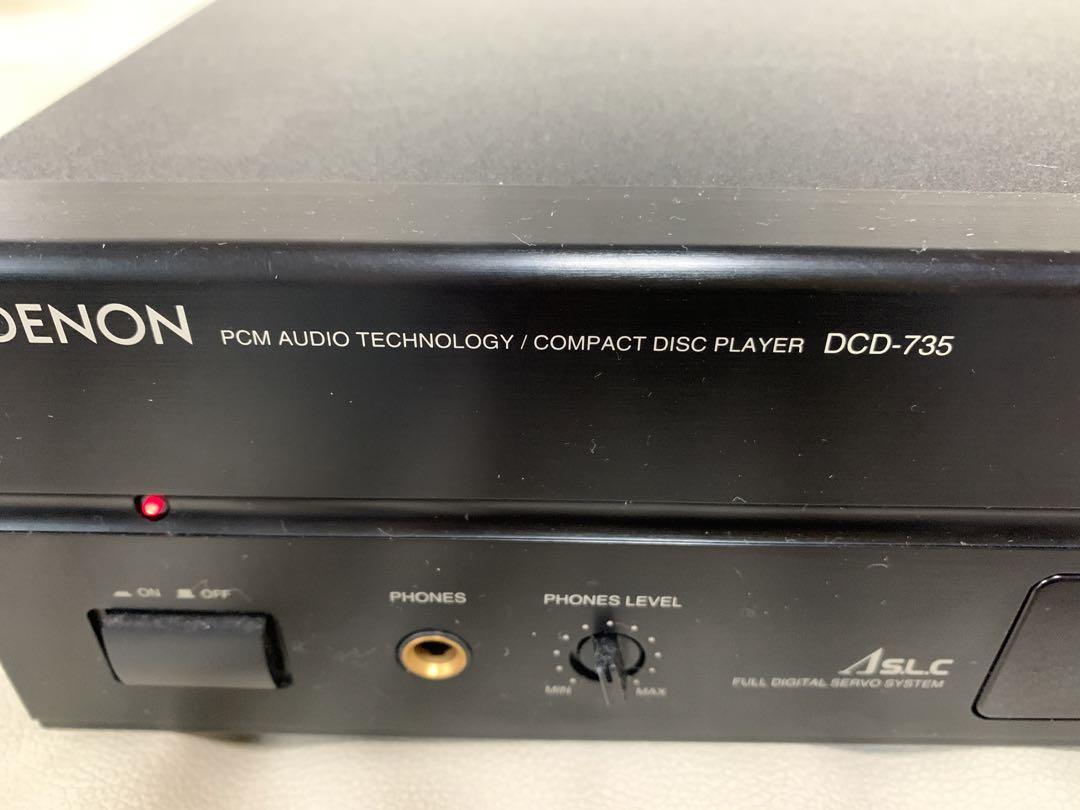 DENON PCM AUDIO TECHNOLOGY / COMPACT DISC PLAYER DCD-735
ON OFF
PHONES
PHONES LEVEL
MIN MAX
A.S.L.C
FULL DIGITAL SERVO SYSTEM